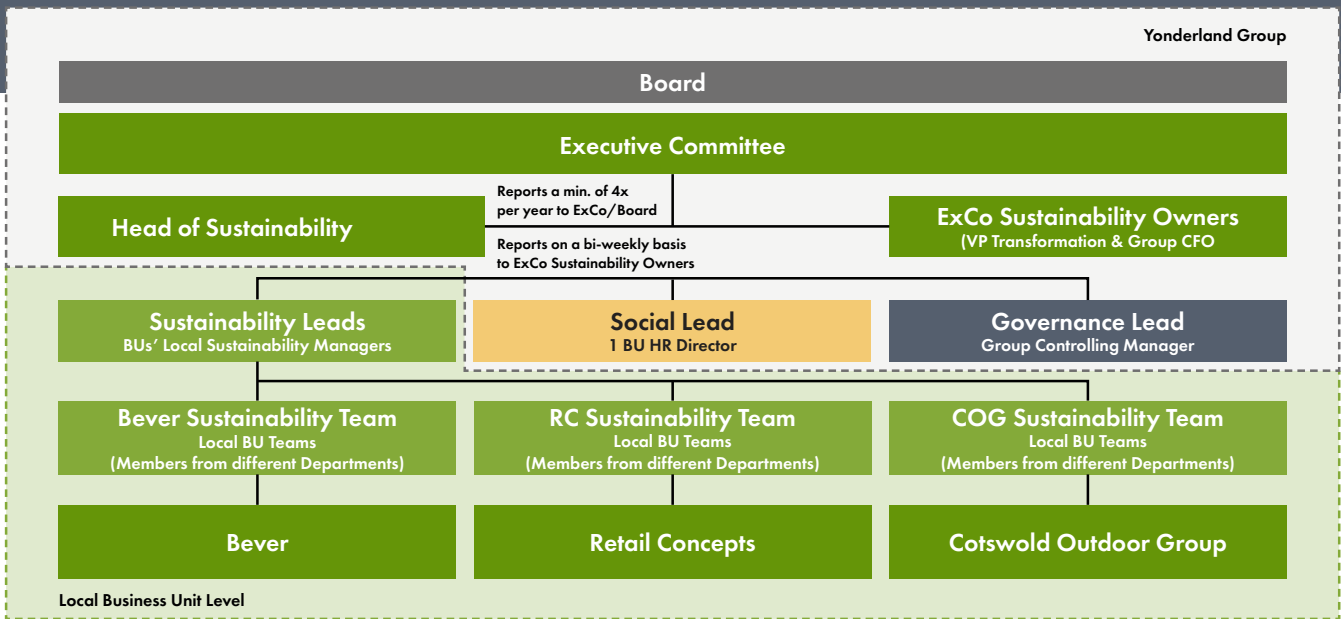 Yonderland Group
Board
Executive Committee
Reports a min. of 4x
per year to ExCo/Board
Head of Sustainability
ExCo Sustainability Owners
(VP Transformation & Group CFO
Reports on a bi-weekly basis
to ExCo Sustainability Owners
Sustainability Leads
BUs' Local Sustainability Managers
Social Lead
1 BU HR Director
Governance Lead
Group Controlling Manager
Bever Sustainability Team
Local BU Teams
(Members from different Departments)
RC Sustainability Team
Local BU Teams
(Members from different Departments)
COG Sustainability Team
Local BU Teams
(Members from different Departments)
Bever
Retail Concepts
Cotswold Outdoor Group
Local Business Unit Level